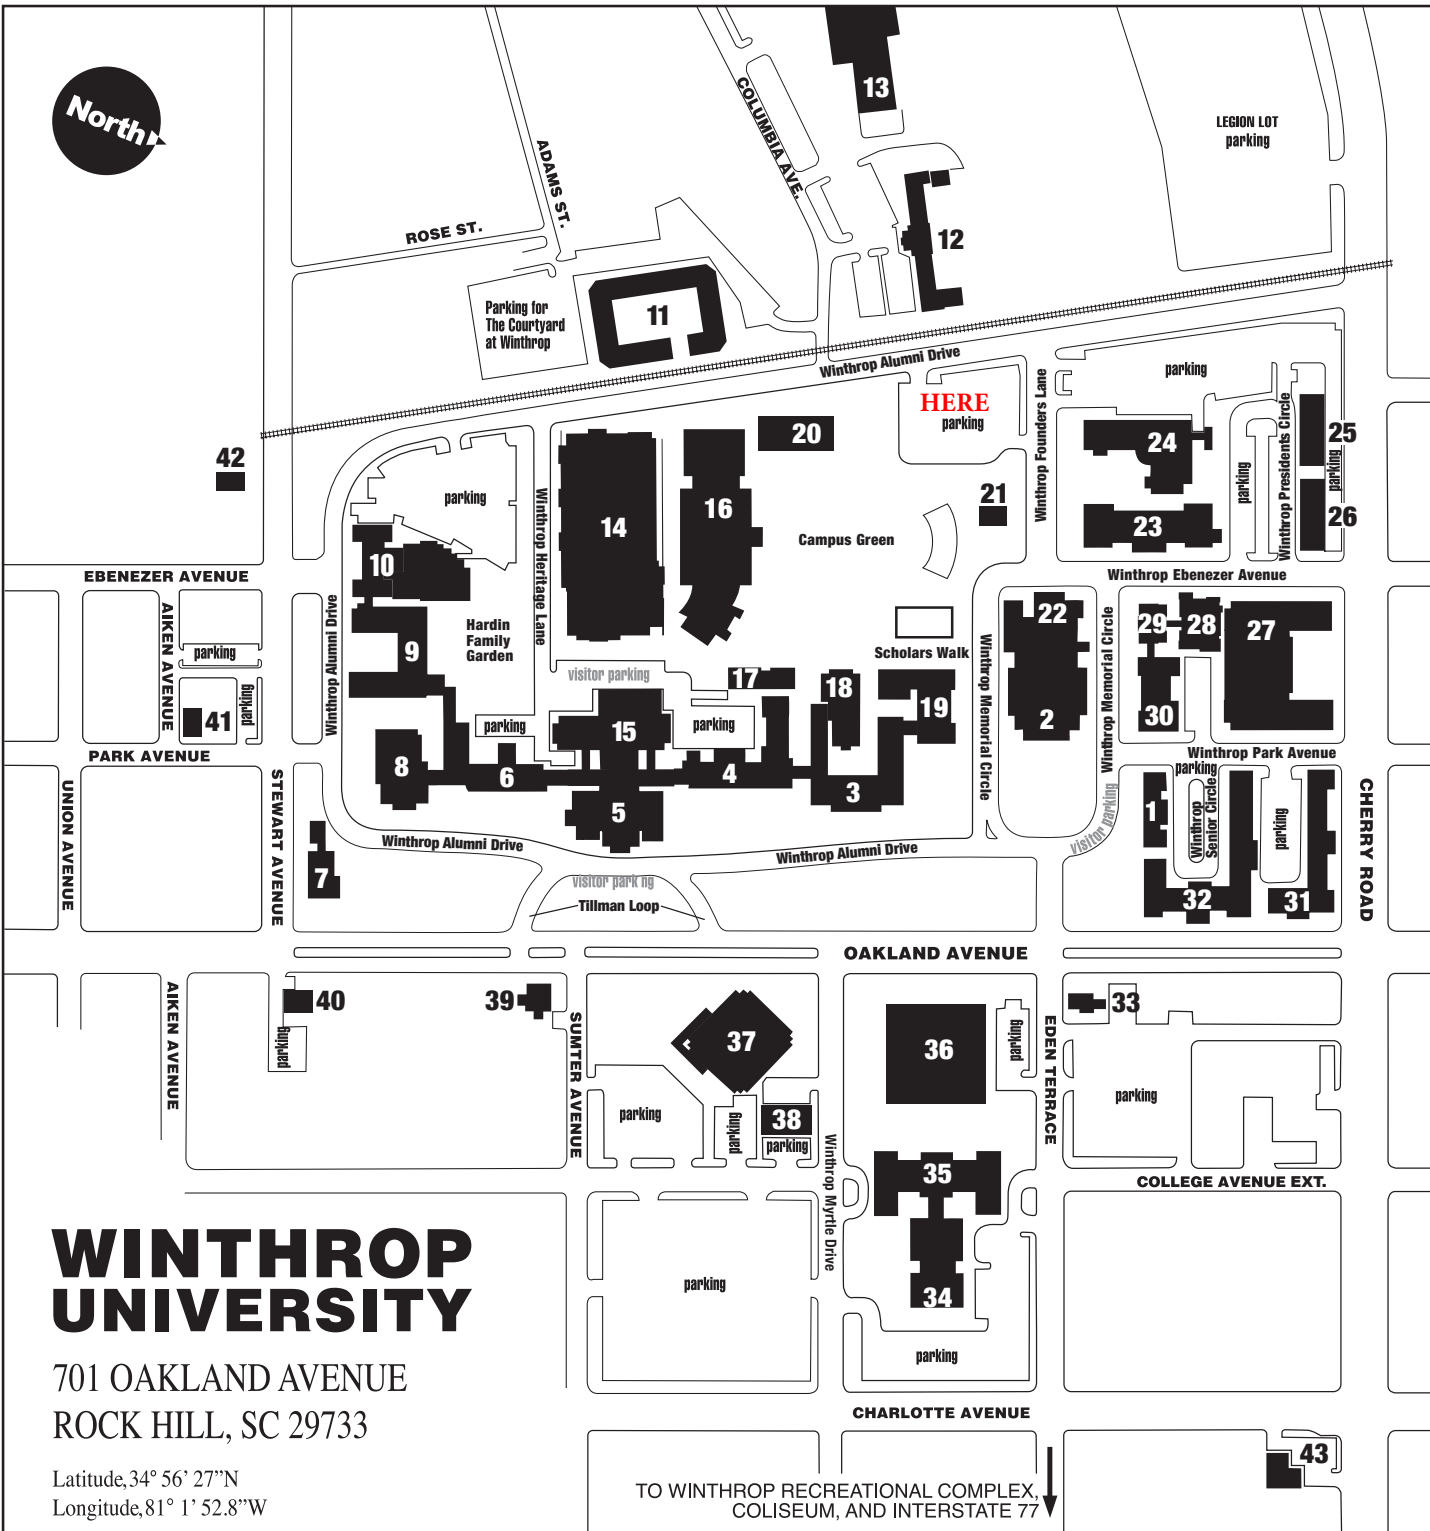 North
13
COLUMBIA AVE.
LEGION LOT
parking
ADAMS ST.
ROSE ST.
12
Parking for
The Courtyard
at Winthrop
11
Winthrop Alumni Drive
parking
HERE
parking
Winthrop Founders Lane
Winthrop Presidents Circle
20
24
25
parking
42
parking
parking
Winthrop Heritage Lane
16
21
14
23
26
Campus Green
10
EBENEZER AVENUE
Winthrop Ebenezer Avenue
AIKEN AVENUE
Winthrop Alumni Drive
Hardin
Family
Garden
22
Winthrop Memorial Circle
29
28
27
parking
9
Scholars Walk
Winthrop Memorial Circle
visitor parking
17
18
parking
41
19
2
30
parking
15
parking
PARK AVENUE
Winthrop Park Avenue
UNION AVENUE
STEWART AVENUE
8
6
4
3
parking
Winthrop
Senior Circle
parking
CHERRY ROAD
5
1
visitor parking
Winthrop Alumni Drive
Winthrop Alumni Drive
7
visitor park ng
Tillman Loop
32
31
OAKLAND AVENUE
AIKEN AVENUE
40
39
33
parking
SUMTER AVENUE
37
36
parking
EDEN TERRACE
parking
parking
parking
38
parking
Winthrop Myrtle Drive
35
COLLEGE AVENUE EXT.
WINTHROP
UNIVERSITY
parking
34
parking
701 OAKLAND AVENUE
ROCK HILL, SC 29733
CHARLOTTE AVENUE
43
Latitude,34° 56’ 27”N
Longitude,81° 1’ 52.8”W
TO WINTHROP RECREATIONAL COMPLEX,
COLISEUM, AND INTERSTATE 77